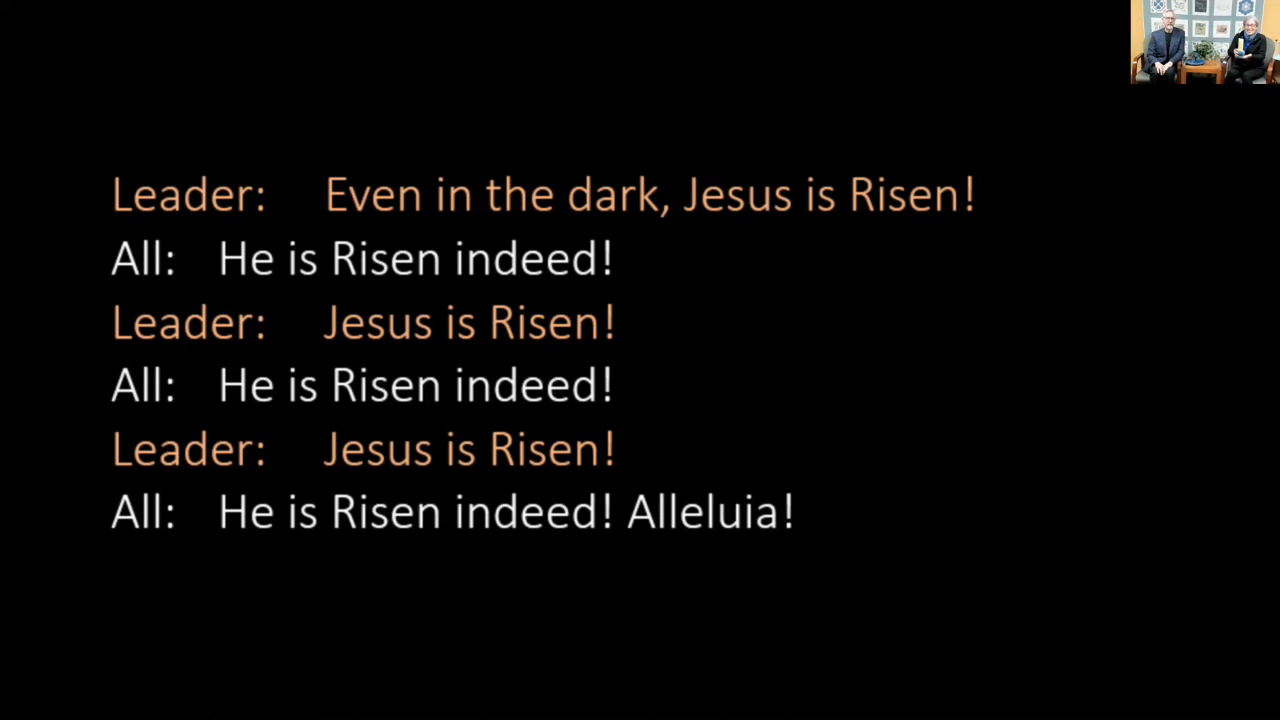 Leader: Even in the dark, Jesus is Risen!
All: He is Risen indeed!
Leader: Jesus is Risen!
All: He is Risen indeed!
Leader: Jesus is Risen!
All: He is Risen indeed! Alleluia!